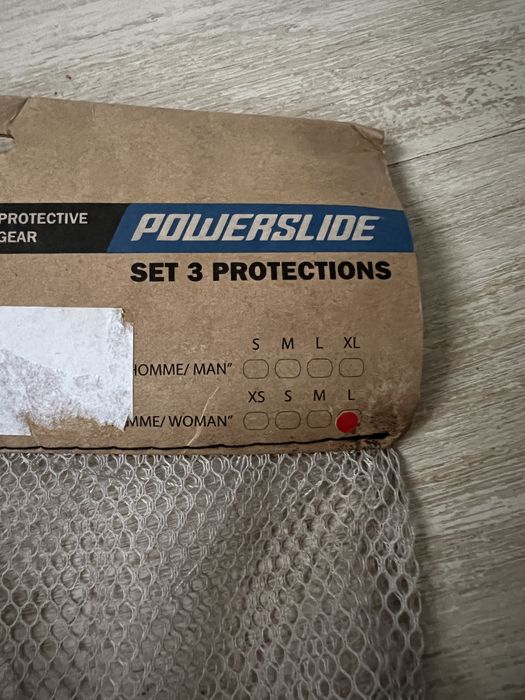 PROTECTIVE
GEAR
POWERSLIDE
SET 3 PROTECTIONS
S M L XL
HOMME/ MAN"
XS S M L
MME/ WOMAN"